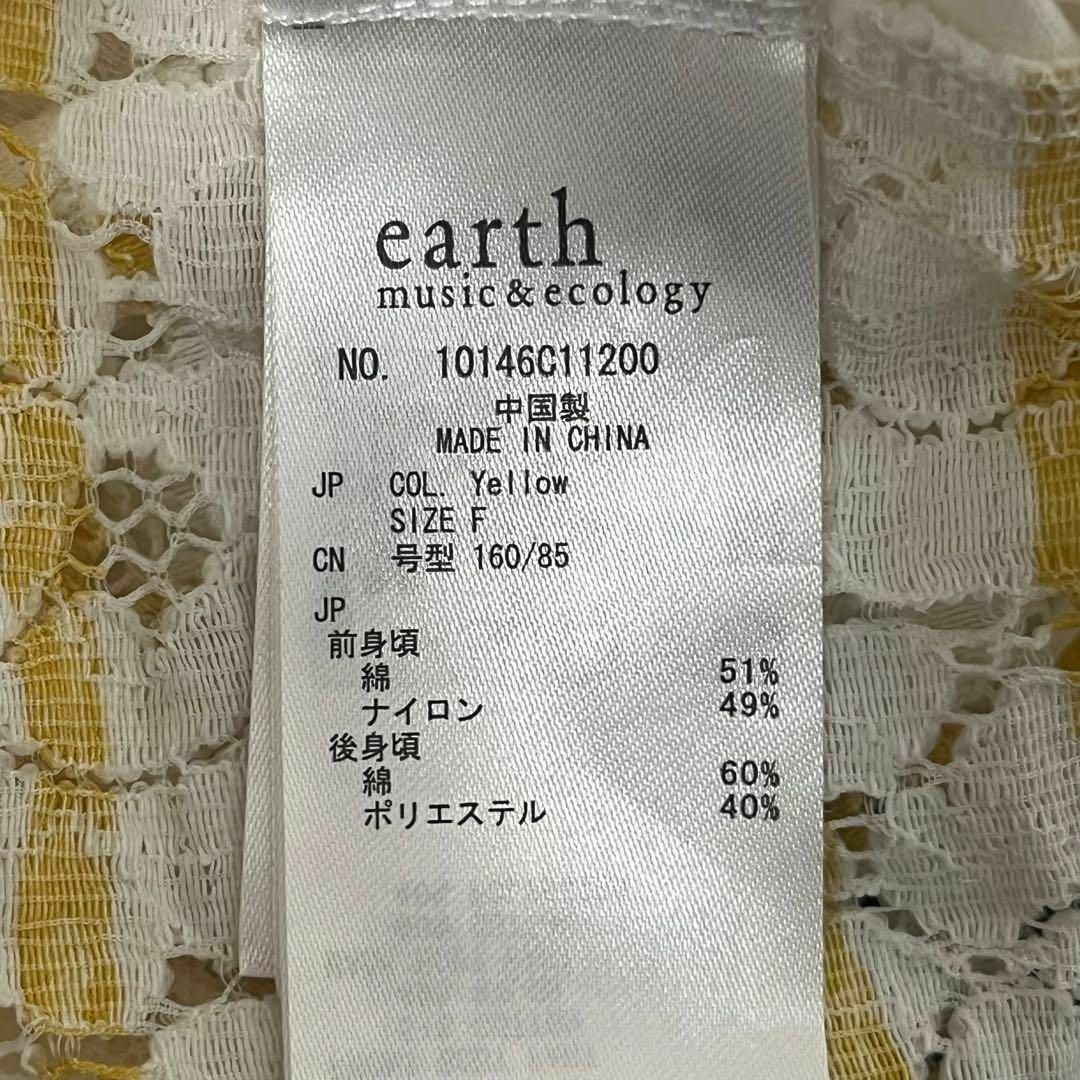 earth
music & ecology
NO. 10146C11200
中国製
MADE IN CHINA
JP COL. Yellow
SIZE F
CN 号型 160/85
JP
前身頃
綿 51%
ナイロン 49%
後身頃
綿 60%
ポリエステル 40%